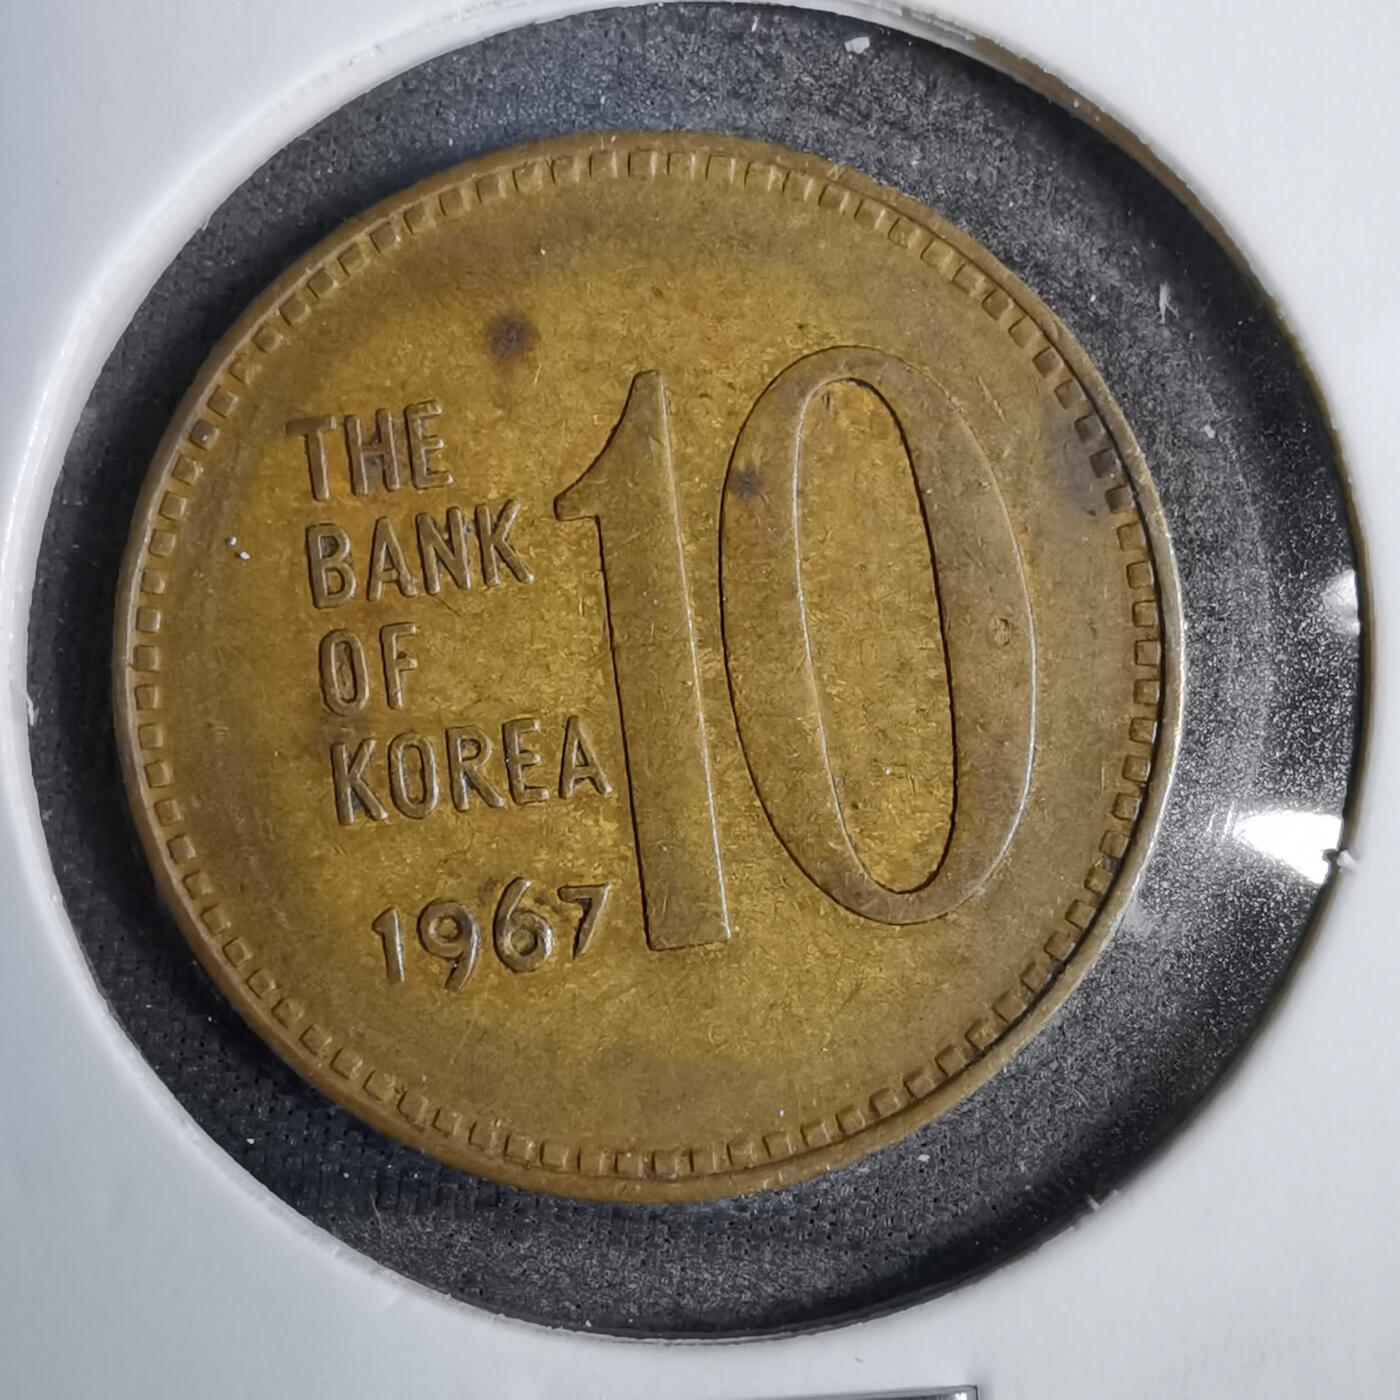 THE
BANK
OF
KOREA
1967
10